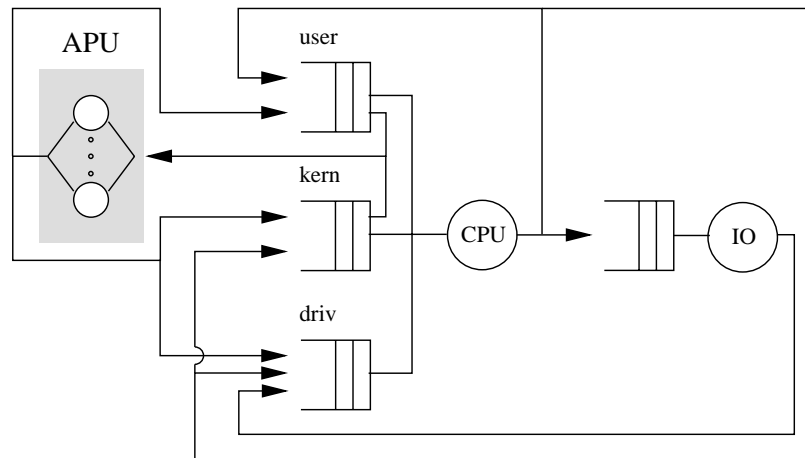 user
APU
kern
CPU
IO
driv